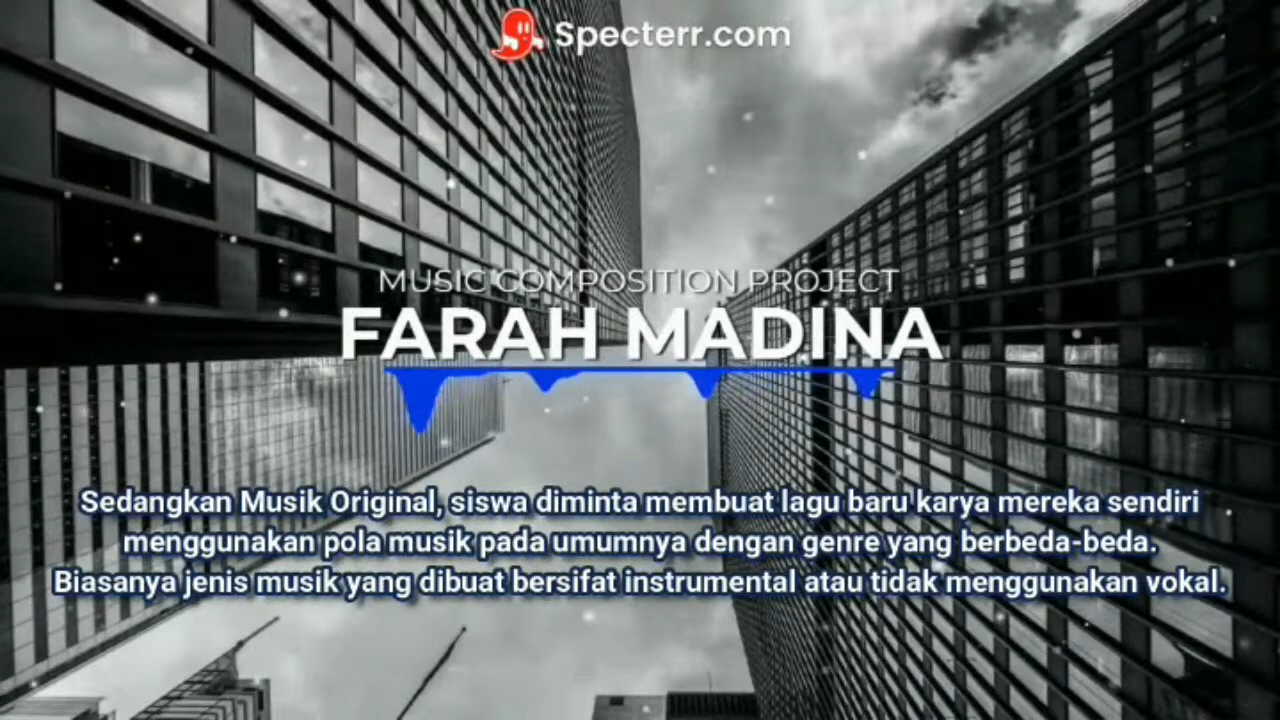 Specterr.com
MUSIC COMPOSITION PROJECT
FARAH MADINA
Sedangkan Musik Original, siswa diminta membuat lagu baru karya mereka sendiri
menggunakan pola musik pada umumnya dengan genre yang berbeda-beda.
Biasanya jenis musik yang dibuat bersifat instrumental atau tidak menggunakan vokal.